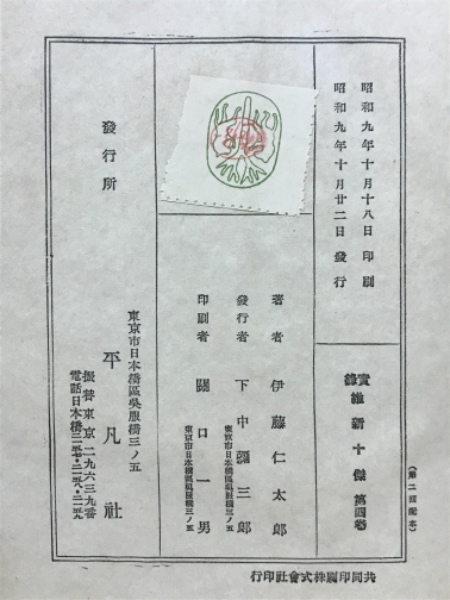 昭和九年十月十八日印刷
昭和九年十月廿二日發行
實錄維新十傑 第四卷
(第二回配本)
著者 伊藤仁太郎
發行者 下中彌三郎
東京市日本橋區吳服橋三ノ五
印刷者 關口一男
東京市日本橋區吳服橋三ノ五
發行所
東京市日本橋區吳服橋三ノ五
平凡社
振替東京二九六三九番
電話日本橋
共同印刷株式會社印行